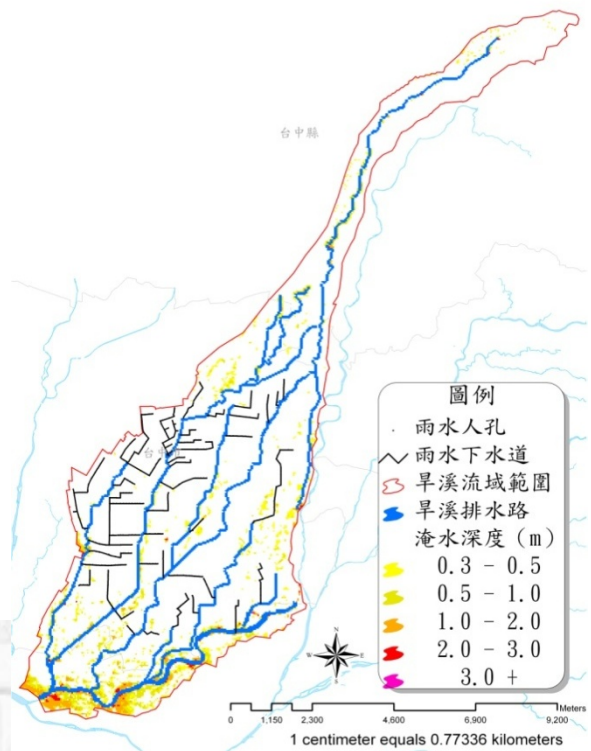 台中縣
台中市
圖例
雨水人孔
雨水下水道
旱溪流域範圍
旱溪排水路
淹水深度(m)
0.3 - 0.5
0.5 - 1.0
1.0 - 2.0
2.0 - 3.0
3.0 +
N
W E
S
Meters
0 1,150 2,300 4,600 6,900 9,200
1 centimeter equals 0.77336 kilometers